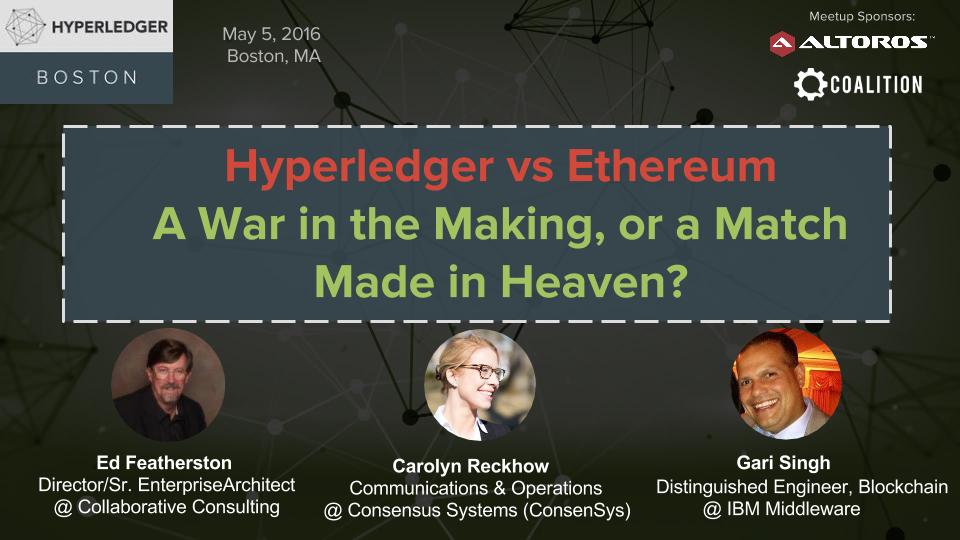 HYPERLEDGER
BOSTON
May 5, 2016
Boston, MA
Meetup Sponsors:
ALTOROS™
COALITION
Hyperledger vs Ethereum
A War in the Making, or a Match
Made in Heaven?
Ed Featherston
Director/Sr. EnterpriseArchitect
@ Collaborative Consulting
Carolyn Reckhow
Communications & Operations
@ Consensus Systems (ConsenSys)
Gari Singh
Distinguished Engineer, Blockchain
@ IBM Middleware